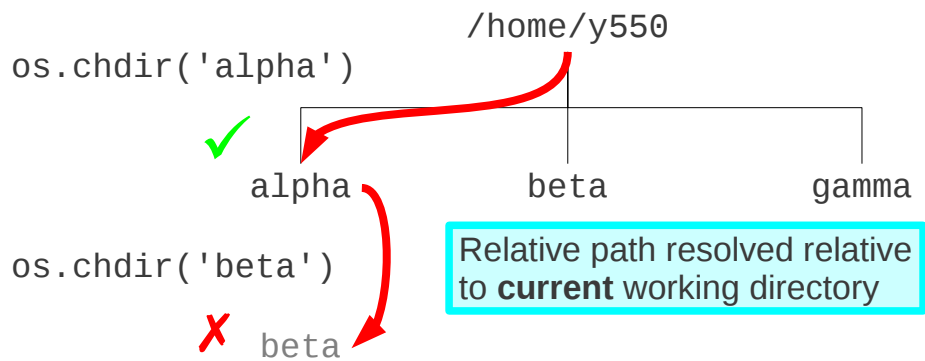 /home/y550
os.chdir('alpha')
alpha
beta
gamma
os.chdir('beta')
Relative path resolved relative
to current working directory
beta